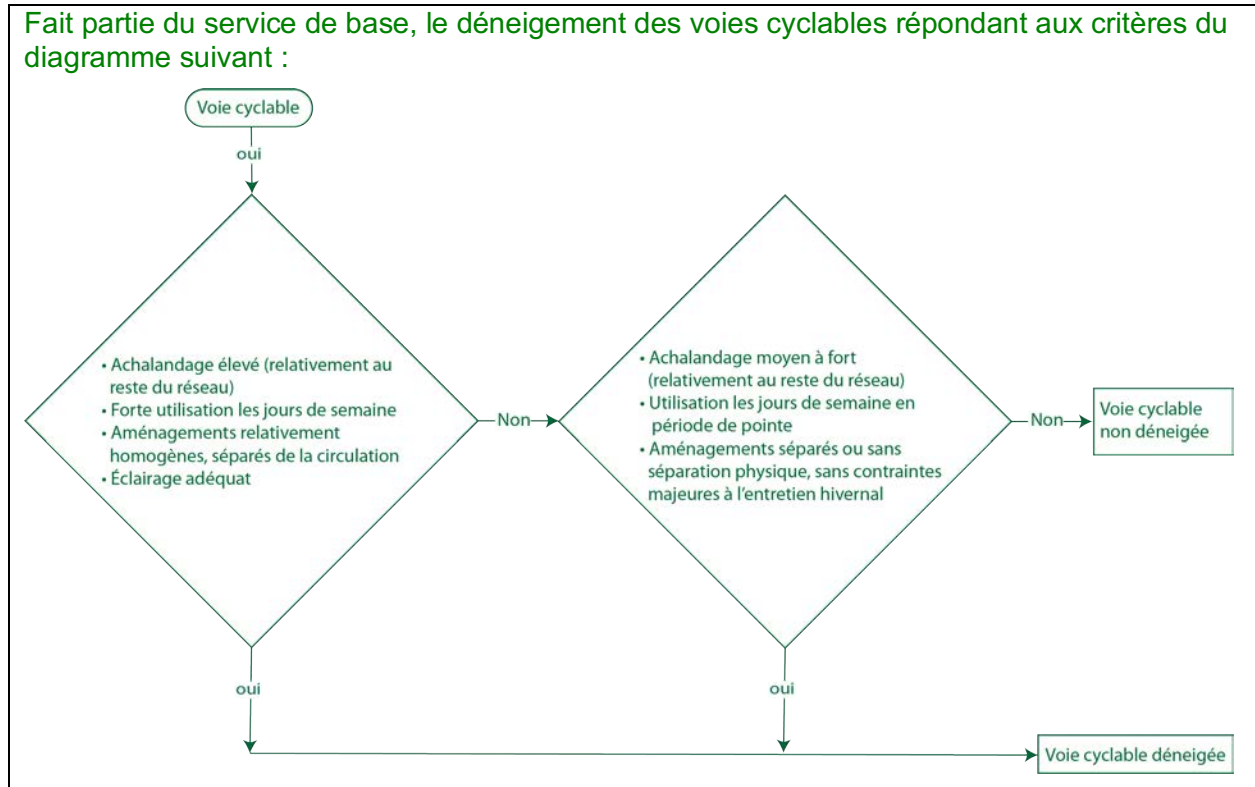 Fait partie du service de base, le déneigement des voies cyclables répondant aux critères du
diagramme suivant :
Voie cyclable
oui
• Achalandage élevé (relativement au
reste du réseau)
• Forte utilisation les jours de semaine
• Aménagements relativement
homogènes, séparés de la circulation
• Éclairage adéquat
Non
• Achalandage moyen à fort
(relativement au reste du réseau)
• Utilisation les jours de semaine en
période de pointe
• Aménagements séparés ou sans
séparation physique, sans contraintes
majeures à l'entretien hivernal
Non
Voie cyclable
non déneigée
oui
oui
Voie cyclable déneigée